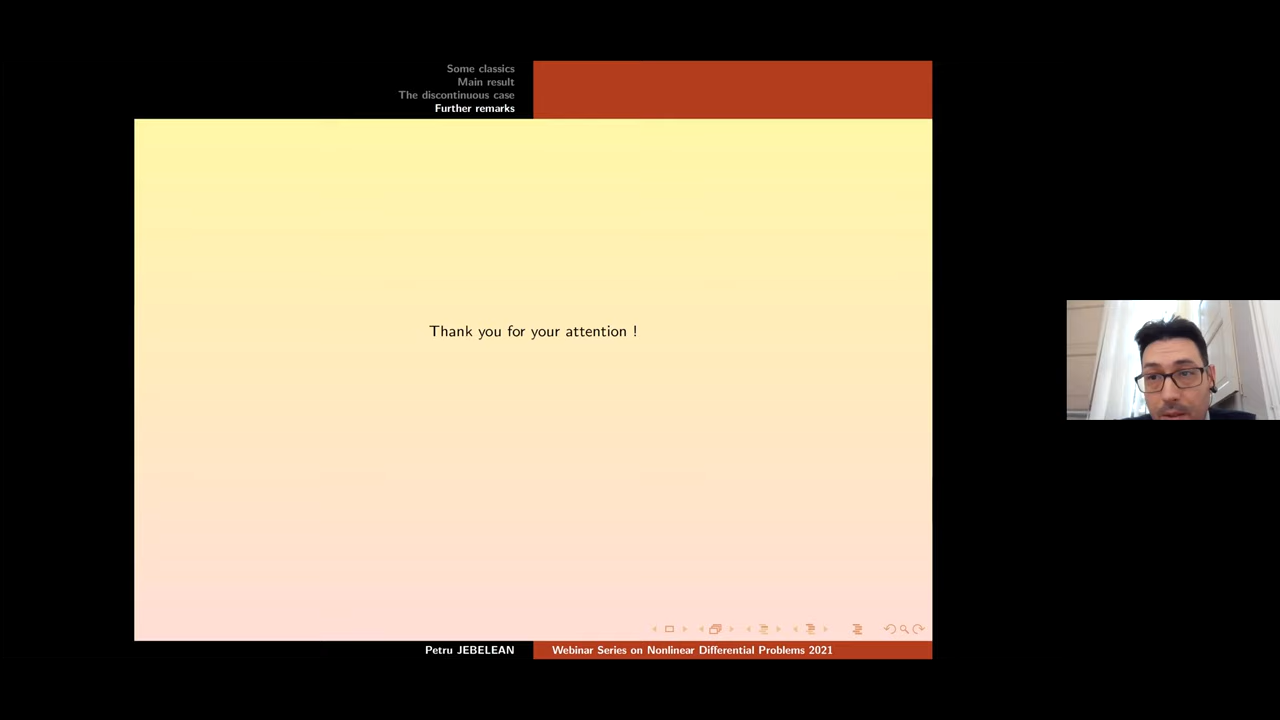 Some classics
Main result
The discontinuous case
Further remarks
Thank you for your attention !
Petru JEBELEAN
Webinar Series on Nonlinear Differential Problems 2021